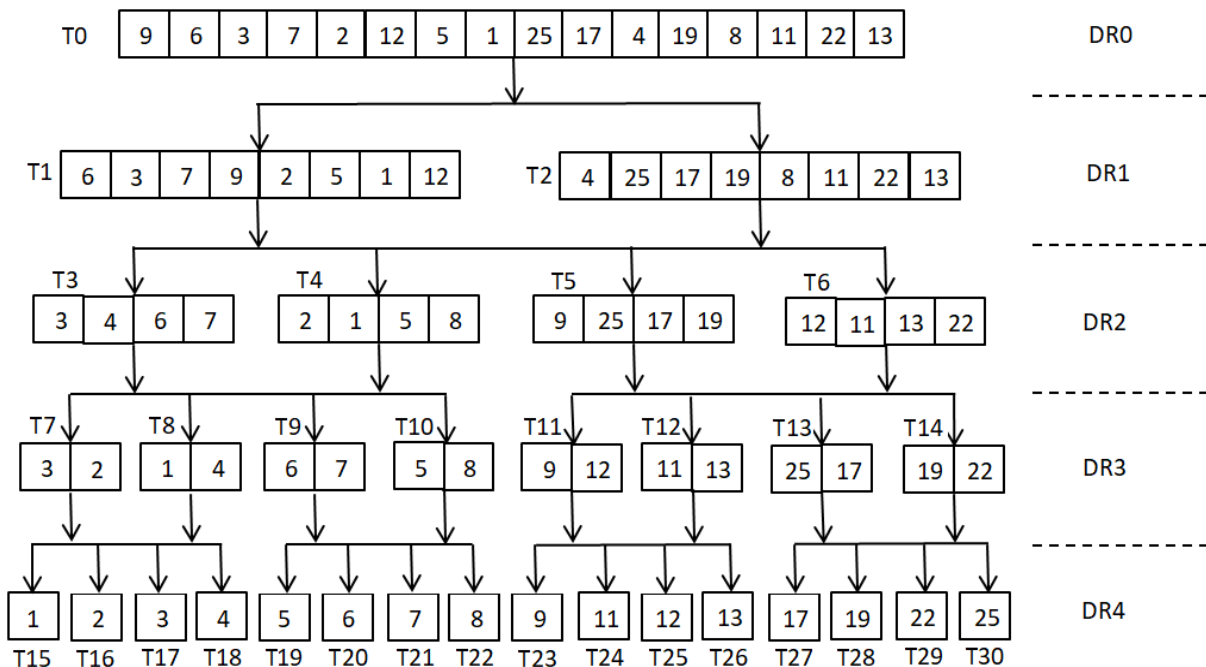 T0 9 6 3 7 2 12 5 1 25 17 4 19 8 11 22 13 DR0
T1 6 3 7 9 2 5 1 12 T2 4 25 17 19 8 11 22 13 DR1
T3 T4 T5 T6
3 4 6 7 2 1 5 8 9 25 17 19 12 11 13 22 DR2
T7 T8 T9 T10 T11 T12 T13 T14
3 2 1 4 6 7 5 8 9 12 11 13 25 17 19 22 DR3
1 2 3 4 5 6 7 8 9 11 12 13 17 19 22 25 DR4
T15 T16 T17 T18 T19 T20 T21 T22 T23 T24 T25 T26 T27 T28 T29 T30